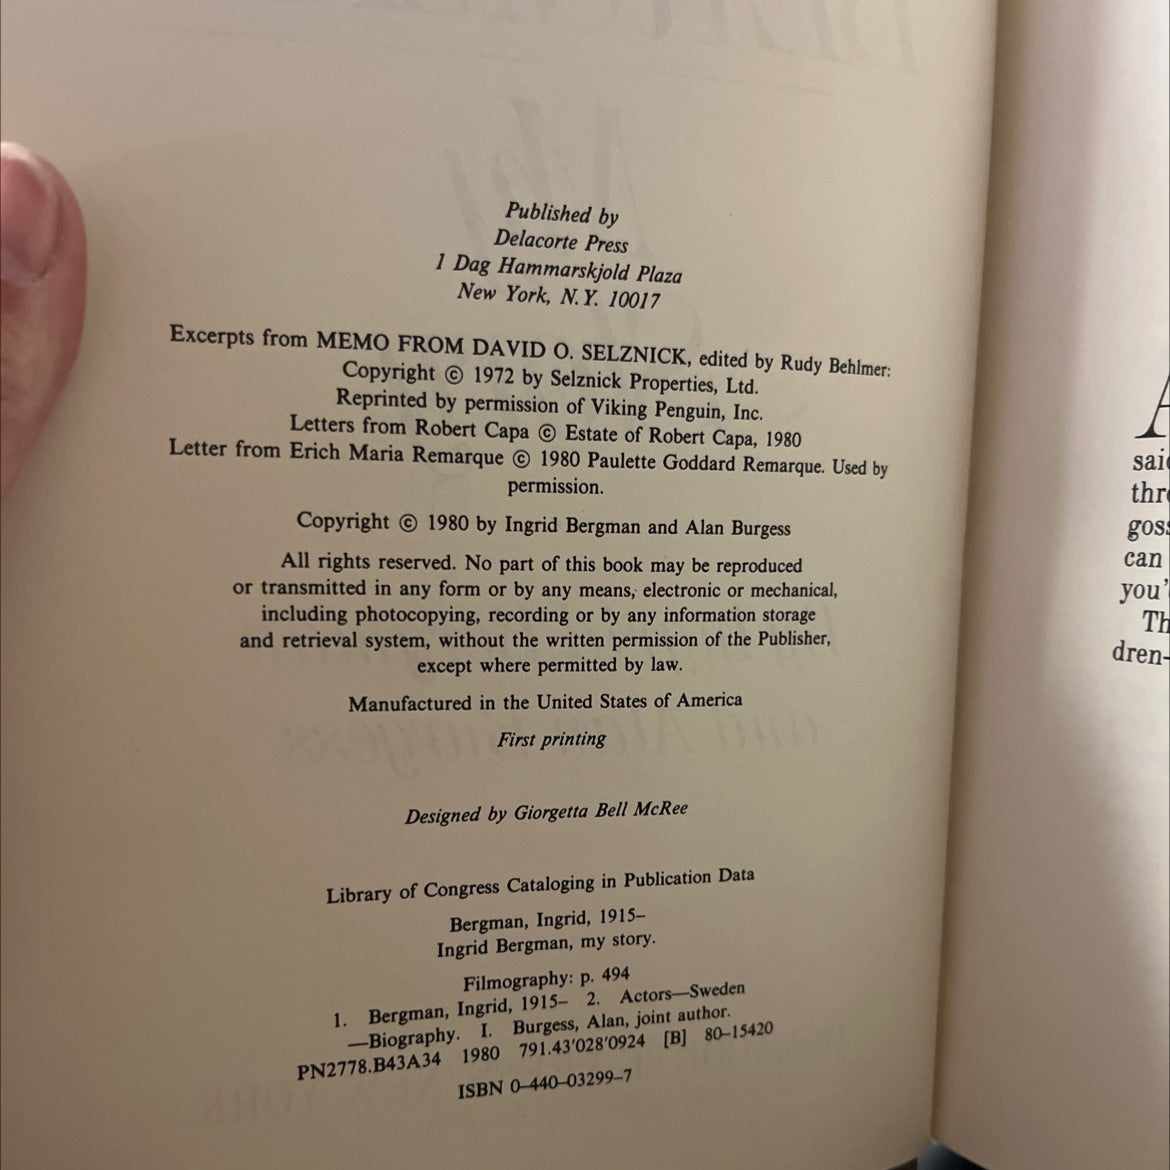 Published by
Delacorte Press
1 Dag Hammarskjold Plaza
New York, N.Y. 10017
Excerpts from MEMO FROM DAVID O. SELZNICK, edited by Rudy Behlmer:
Copyright © 1972 by Selznick Properties, Ltd.
Reprinted by permission of Viking Penguin, Inc.
Letters from Robert Capa © Estate of Robert Capa, 1980
Letter from Erich Maria Remarque © 1980 Paulette Goddard Remarque. Used by
permission.
Copyright © 1980 by Ingrid Bergman and Alan Burgess
All rights reserved. No part of this book may be reproduced
or transmitted in any form or by any means, electronic or mechanical,
including photocopying, recording or by any information storage
and retrieval system, without the written permission of the Publisher,
except where permitted by law.
Manufactured in the United States of America
First printing
Designed by Giorgetta Bell McRee
Library of Congress Cataloging in Publication Data
Bergman, Ingrid, 1915–
Ingrid Bergman, my story.
Filmography: p. 494
1. Bergman, Ingrid, 1915– 2. Actors—Sweden
—Biography. I. Burgess, Alan, joint author.
PN2778.B43A34 1980 791.43'028'0924 [B] 80–15420
ISBN 0–440–03299–7
can
Th
dren-